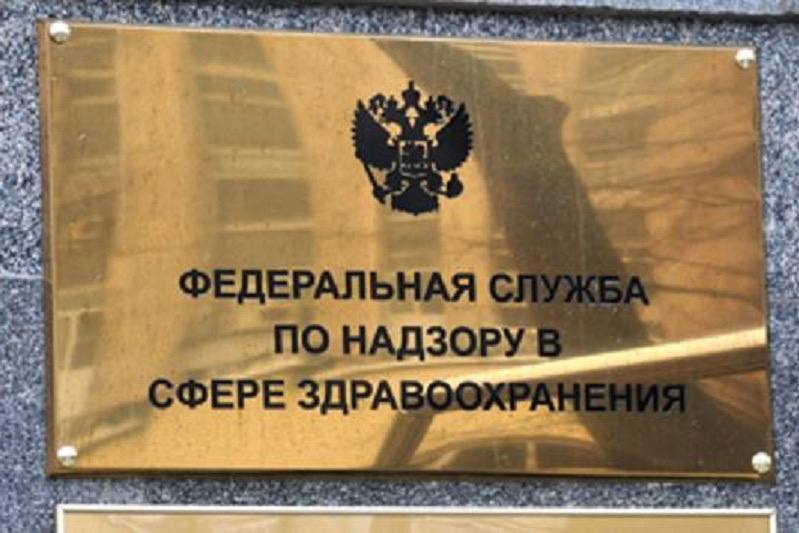 ФЕДЕРАЛЬНАЯ СЛУЖБА
ПО НАДЗОРУ В
СФЕРЕ ЗДРАВООХРАНЕНИЯ